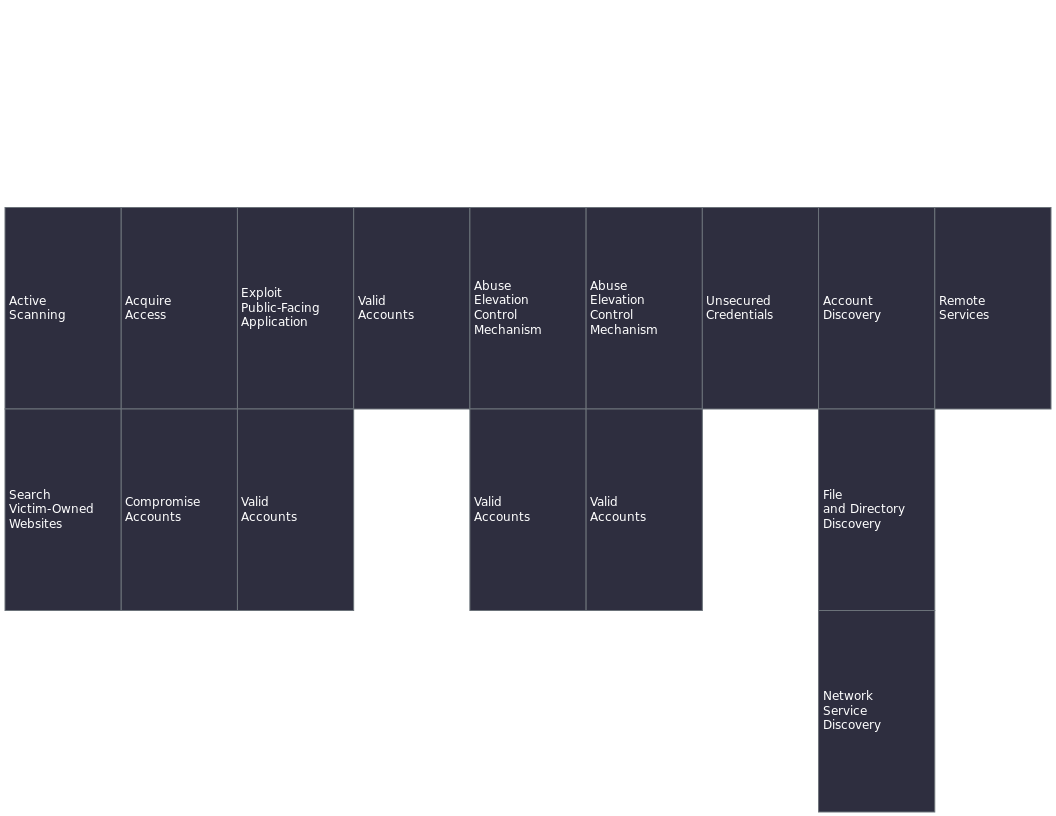 Active
Scanning
Acquire
Access
Exploit
Public-Facing
Application
Valid
Accounts
Abuse
Elevation
Control
Mechanism
Abuse
Elevation
Control
Mechanism
Unsecured
Credentials
Account
Discovery
Remote
Services
Search
Victim-Owned
Websites
Compromise
Accounts
Valid
Accounts
Valid
Accounts
Valid
Accounts
File
and Directory
Discovery
Network
Service
Discovery